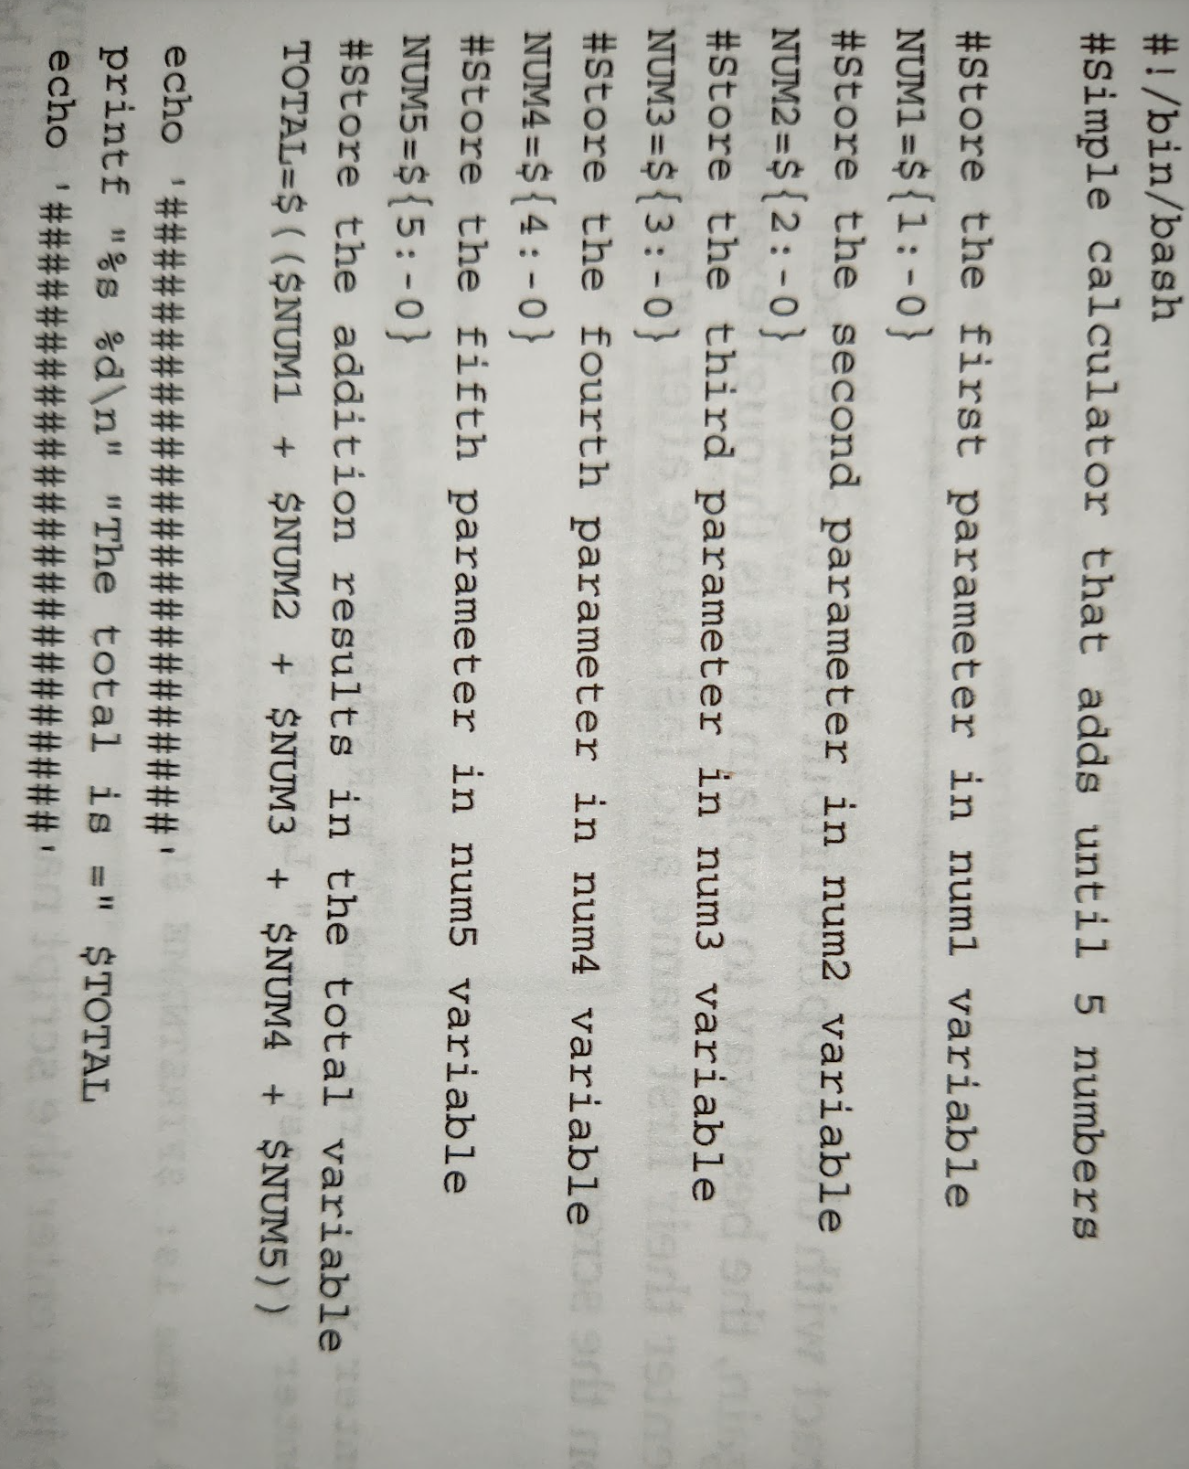 #!/bin/bash
#Simple calculator that adds until 5 numbers
#Store the first parameter in num1 variable
NUM1=${1:-0}
#Store the second parameter in num2 variable
NUM2=${2:-0}
#Store the third parameter in num3 variable
NUM3=${3:-0}
#Store the fourth parameter in num4 variable
NUM4=${4:-0}
#Store the fifth parameter in num5 variable
NUM5=${5:-0}
#Store the addition results in the total variable
TOTAL=$(($NUM1 + $NUM2 + $NUM3 + $NUM4 + $NUM5))
echo '########################'
printf "%s %d\n" "The total is =" $TOTAL
echo '########################'